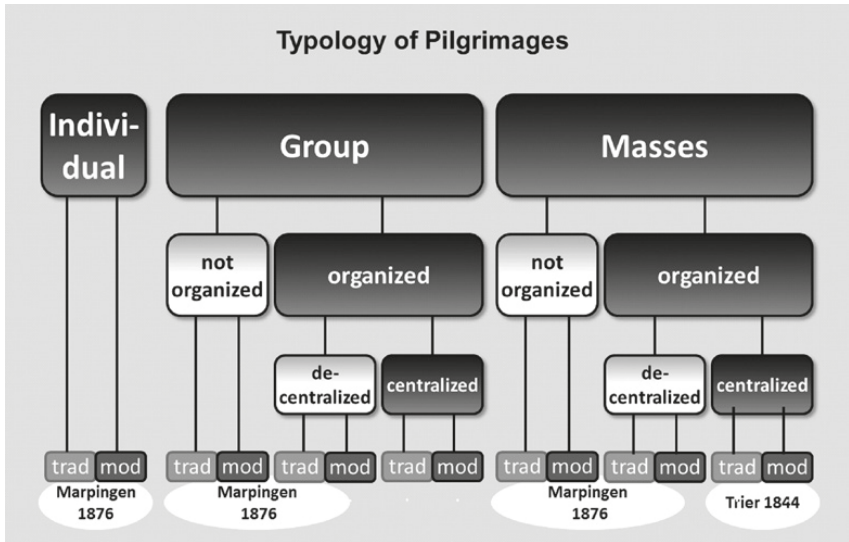 Typology of Pilgrimages
Indivi-
dual
Group
Masses
not
organized
organized
not
organized
organized
de-
centralized
centralized
de-
centralized
centralized
trad mod trad mod trad mod trad mod trad mod trad mod trad mod
Marpingen
1876
Marpingen
1876
Marpingen
1876
Trier 1844